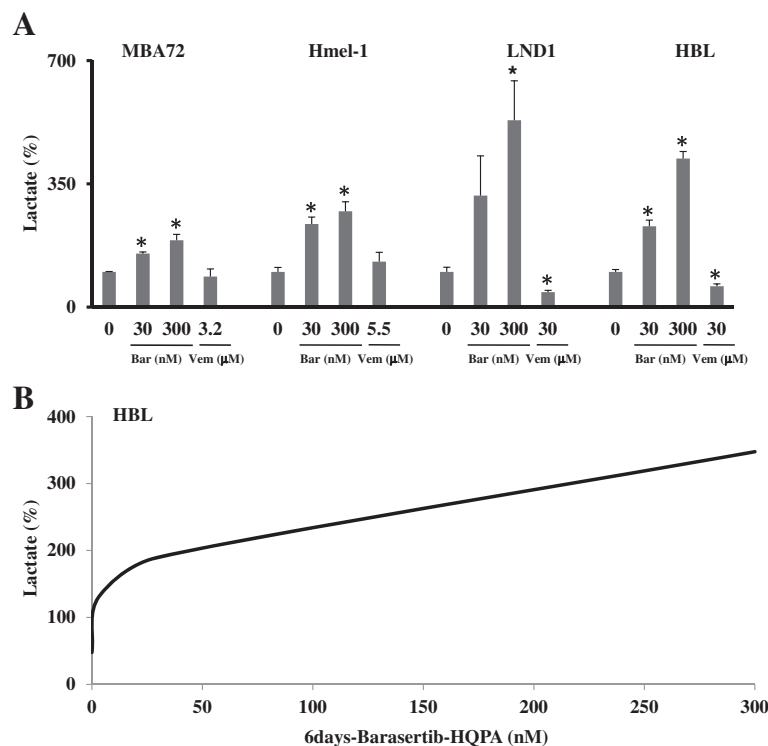 A
MBA72 Hmel-1 LND1 HBL
700
350
0
Lactate (%)
* * * * * * * * *
0 30 300 3.2 0 30 300 5.5 0 30 300 30 0 30 300 30
Bar (nM) Vem (μM) Bar (nM) Vem (μM) Bar (nM) Vem (μM) Bar (nM) Vem (μM)
B
HBL
400
300
200
100
0
Lactate (%)
0 50 100 150 200 250 300
6days-Barasertib-HQPA (nM)